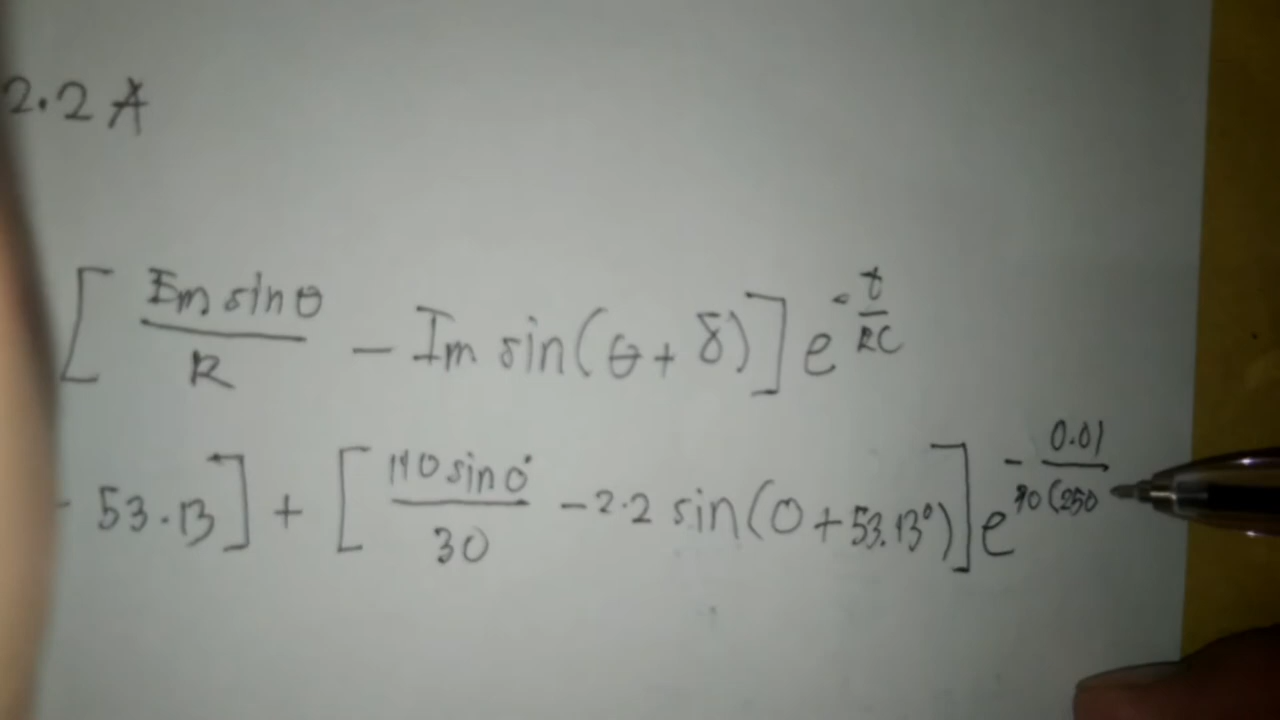 2.2 A
[ Em sin θ / R − Im sin(θ + δ) ] e^(- t / RC)
- 53.13 ] + [ 110 sin 0° / 30 − 2.2 sin(0 + 53.13°) ] e^(- 0.01 / 30 (250